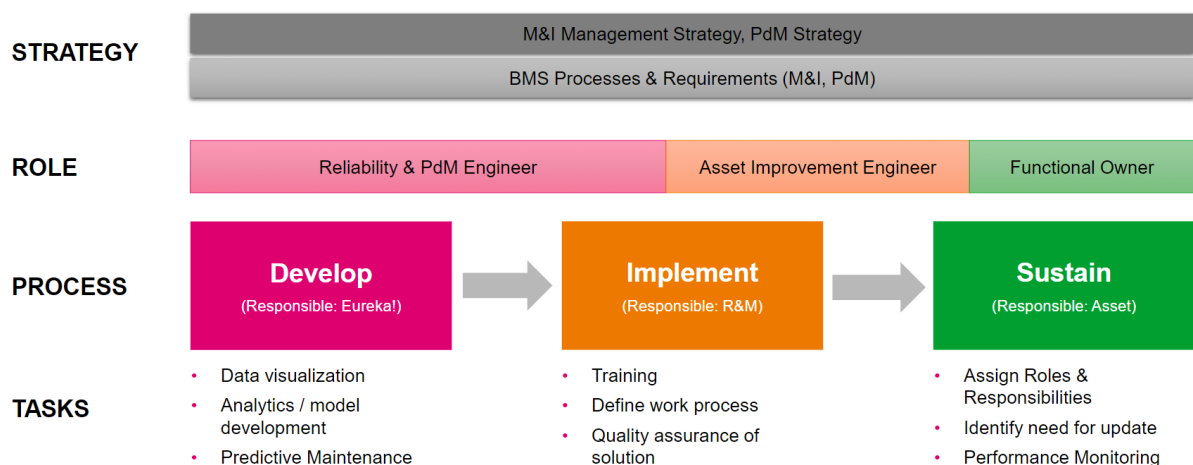 STRATEGY
M&I Management Strategy, PdM Strategy
BMS Processes & Requirements (M&I, PdM)
ROLE
Reliability & PdM Engineer
Asset Improvement Engineer
Functional Owner
PROCESS
Develop
(Responsible: Eureka!)
Implement
(Responsible: R&M)
Sustain
(Responsible: Asset)
TASKS
• Data visualization
• Analytics / model
development
• Predictive Maintenance
• Training
• Define work process
• Quality assurance of
solution
• Assign Roles &
Responsibilities
• Identify need for update
• Performance Monitoring